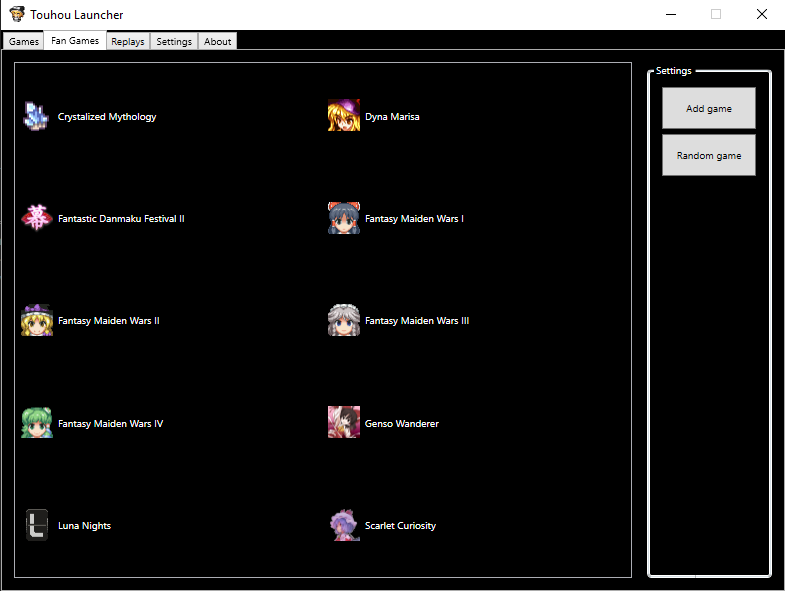 Touhou Launcher
Games
Fan Games
Replays
Settings
About
Crystalized Mythology
Dyna Marisa
幕
Fantastic Danmaku Festival II
Fantasy Maiden Wars I
Fantasy Maiden Wars II
Fantasy Maiden Wars III
Fantasy Maiden Wars IV
Genso Wanderer
L
Luna Nights
Scarlet Curiosity
Settings
Add game
Random game